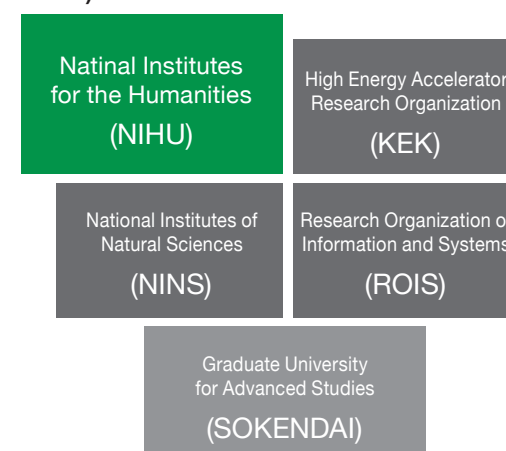 Natinal Institutes
for the Humanities
(NIHU)
High Energy Accelerator
Research Organization
(KEK)
National Institutes of
Natural Sciences
(NINS)
Research Organization o
Information and Systems
(ROIS)
Graduate University
for Advanced Studies
(SOKENDAI)